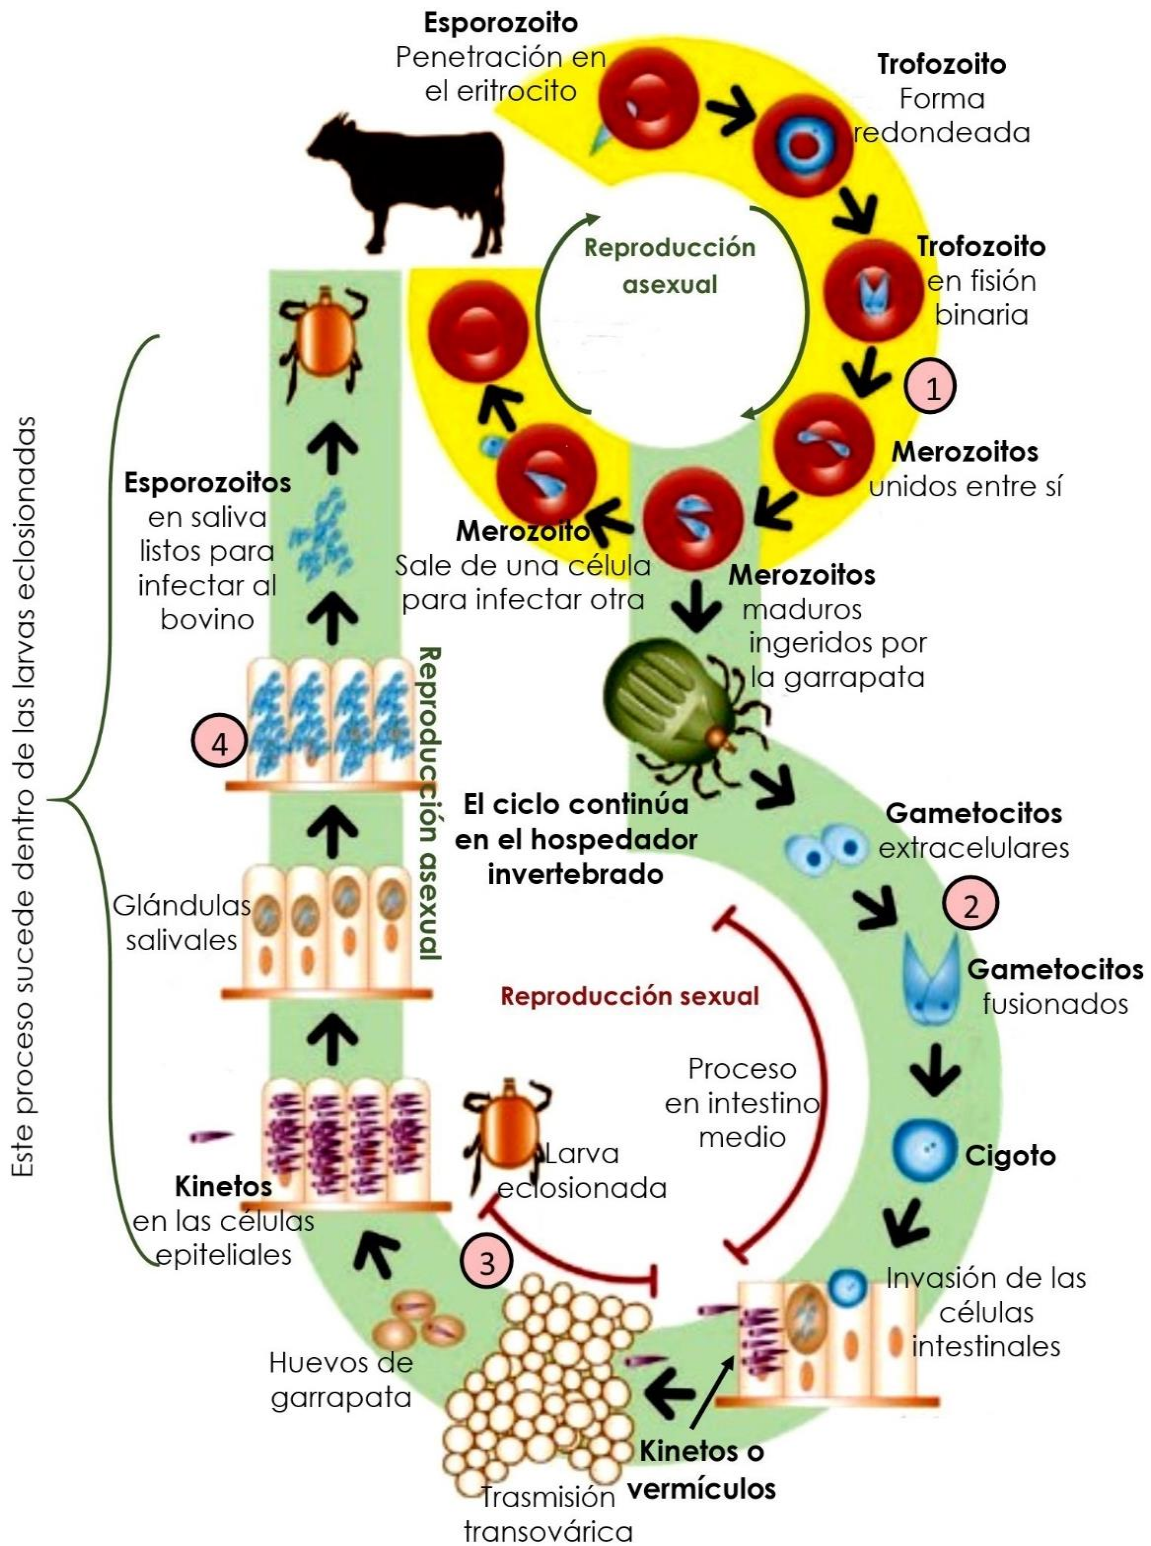 Esporozoito
Penetración en
el eritrocito
Trofozoito
Forma
redondeada
Trofozoito
en fisión
binaria
Reproducción
asexual
1
Merozoitos
unidos entre sí
Merozoito
Sale de una célula
para infectar otra
Merozoitos
maduros
ingeridos por
la garrapata
El ciclo continúa
en el hospedador
invertebrado
Gametocitos
extracelulares
2
Gametocitos
fusionados
Reproducción sexual
Proceso
en intestino
medio
Cigoto
Invasión de las
células
intestinales
Kinetos o
vermículos
Trasmisión
transovárica
3
Huevos de
garrapata
Larva
eclosionada
Kinetos
en las células
epiteliales
Glándulas
salivales
Reproducción asexual
4
Esporozoitos
en saliva
listos para
infectar al
bovino
Este proceso sucede dentro de las larvas eclosionadas